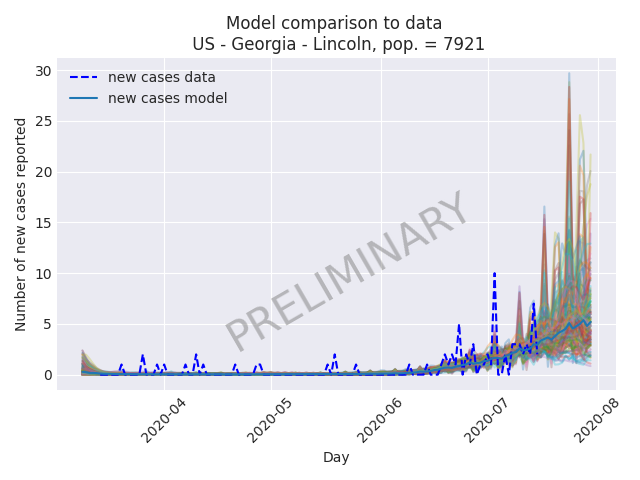 Model comparison to data
US - Georgia - Lincoln, pop. = 7921
new cases data
new cases model
Number of new cases reported
30
25
20
15
10
5
0
PRELIMINARY
2020-04
2020-05
2020-06
2020-07
2020-08
Day